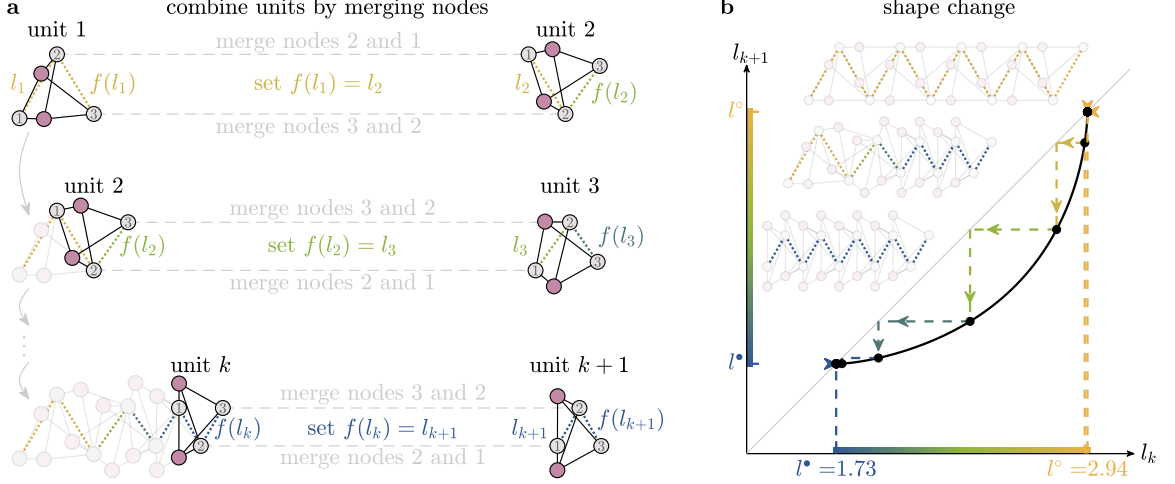 a combine units by merging nodes
unit 1
unit 2
merge nodes 2 and 1
l₁
f(l₁)
set f(l₁) = l₂
l₂
f(l₂)
merge nodes 3 and 2
2
1
3
1
3
2
unit 2
unit 3
merge nodes 3 and 2
f(l₂)
set f(l₂) = l₃
l₃
f(l₃)
merge nodes 2 and 1
1
3
2
2
1
3
unit k
unit k + 1
merge nodes 3 and 2
f(lₖ)
set f(lₖ) = lₖ₊₁
lₖ₊₁
f(lₖ₊₁)
merge nodes 2 and 1
1
3
2
2
1
3
b shape change
lₖ₊₁
l°
l•
lₖ
l• =1.73
l° =2.94